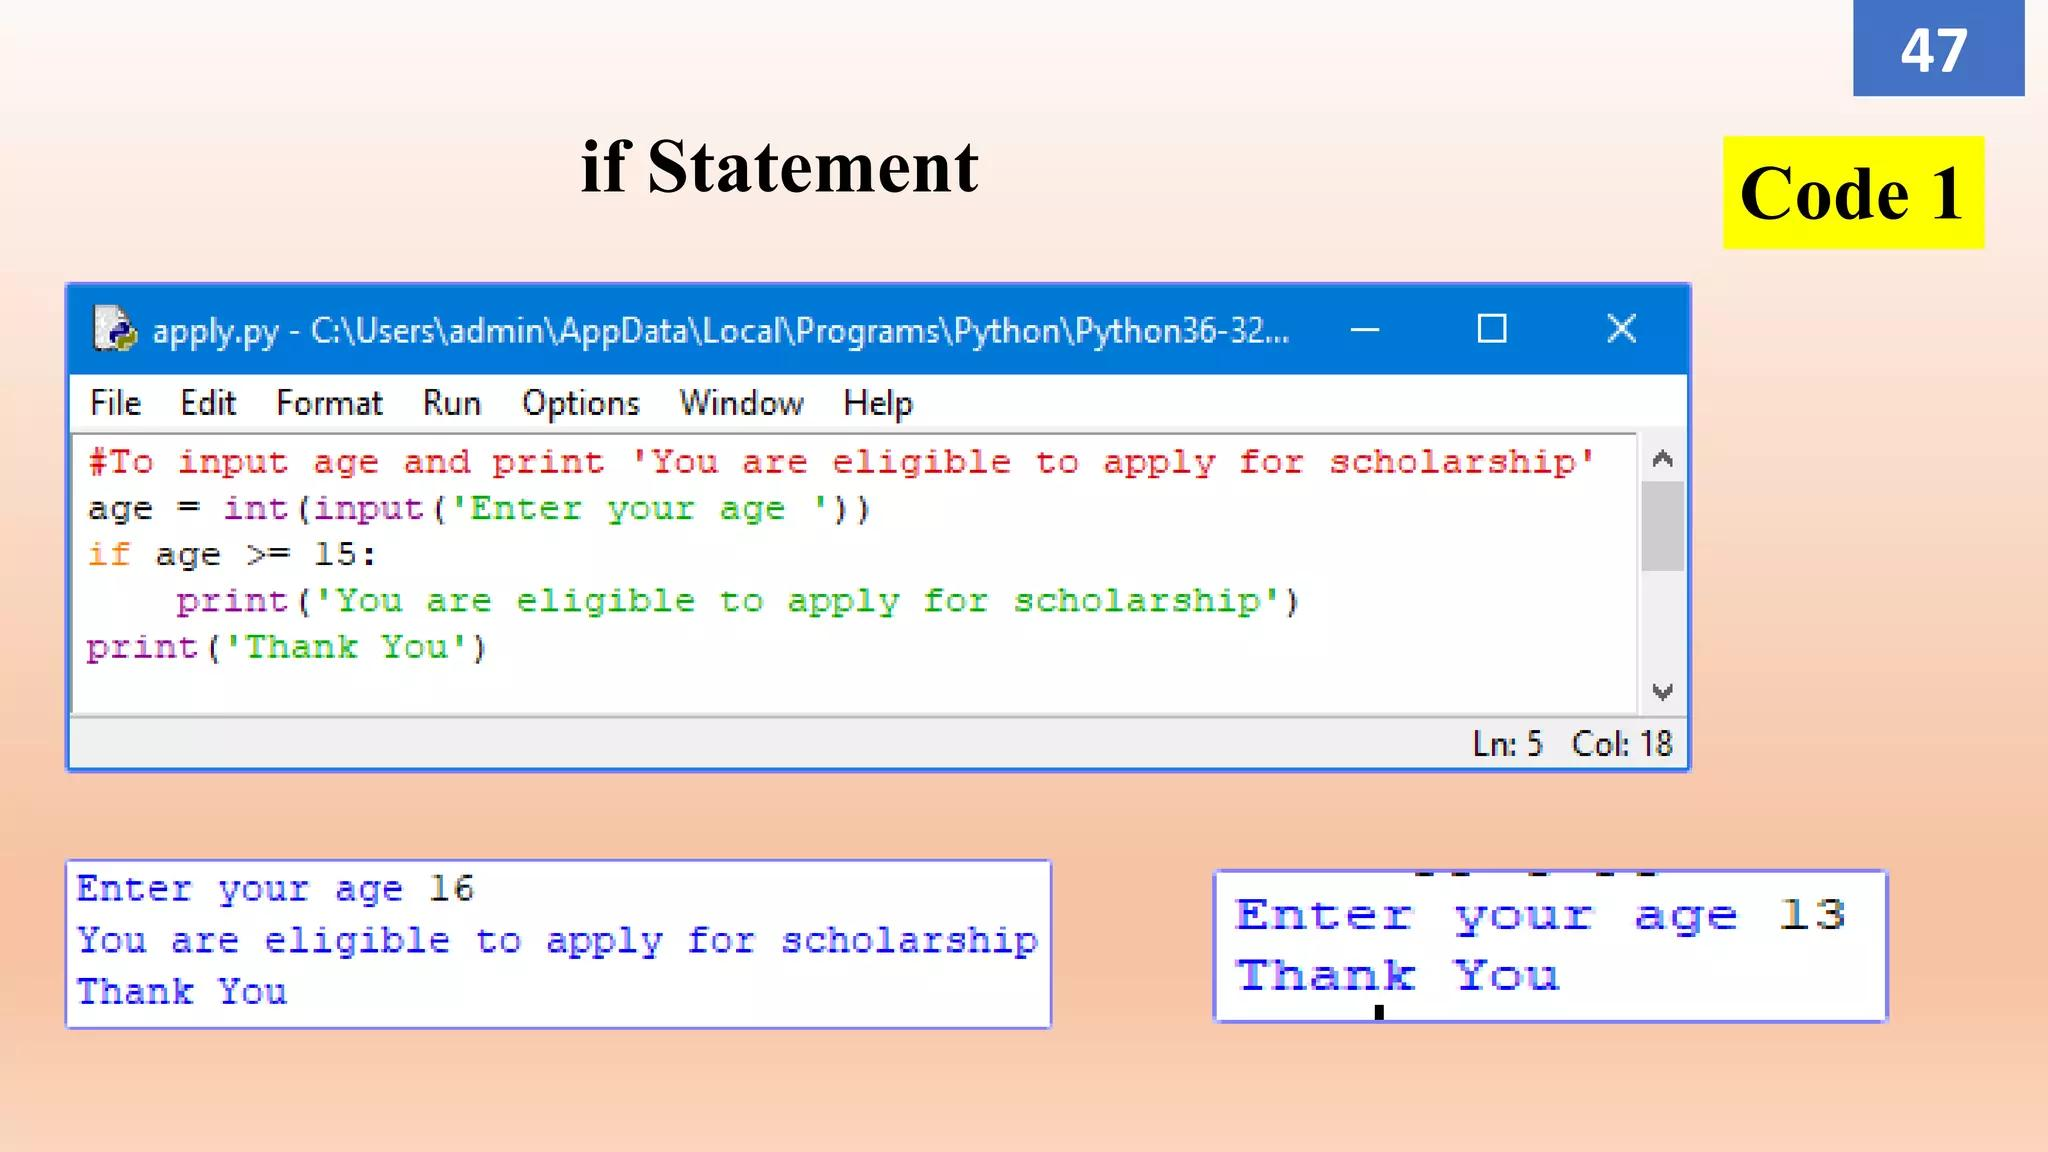 47
if Statement
Code 1
apply.py - C:\Users\admin\AppData\Local\Programs\Python\Python36-32...
File Edit Format Run Options Window Help
#To input age and print 'You are eligible to apply for scholarship'
age = int(input('Enter your age '))
if age >= 15:
    print('You are eligible to apply for scholarship')
print('Thank You')
Ln: 5 Col: 18
Enter your age 16
You are eligible to apply for scholarship
Thank You
Enter your age 13
Thank You